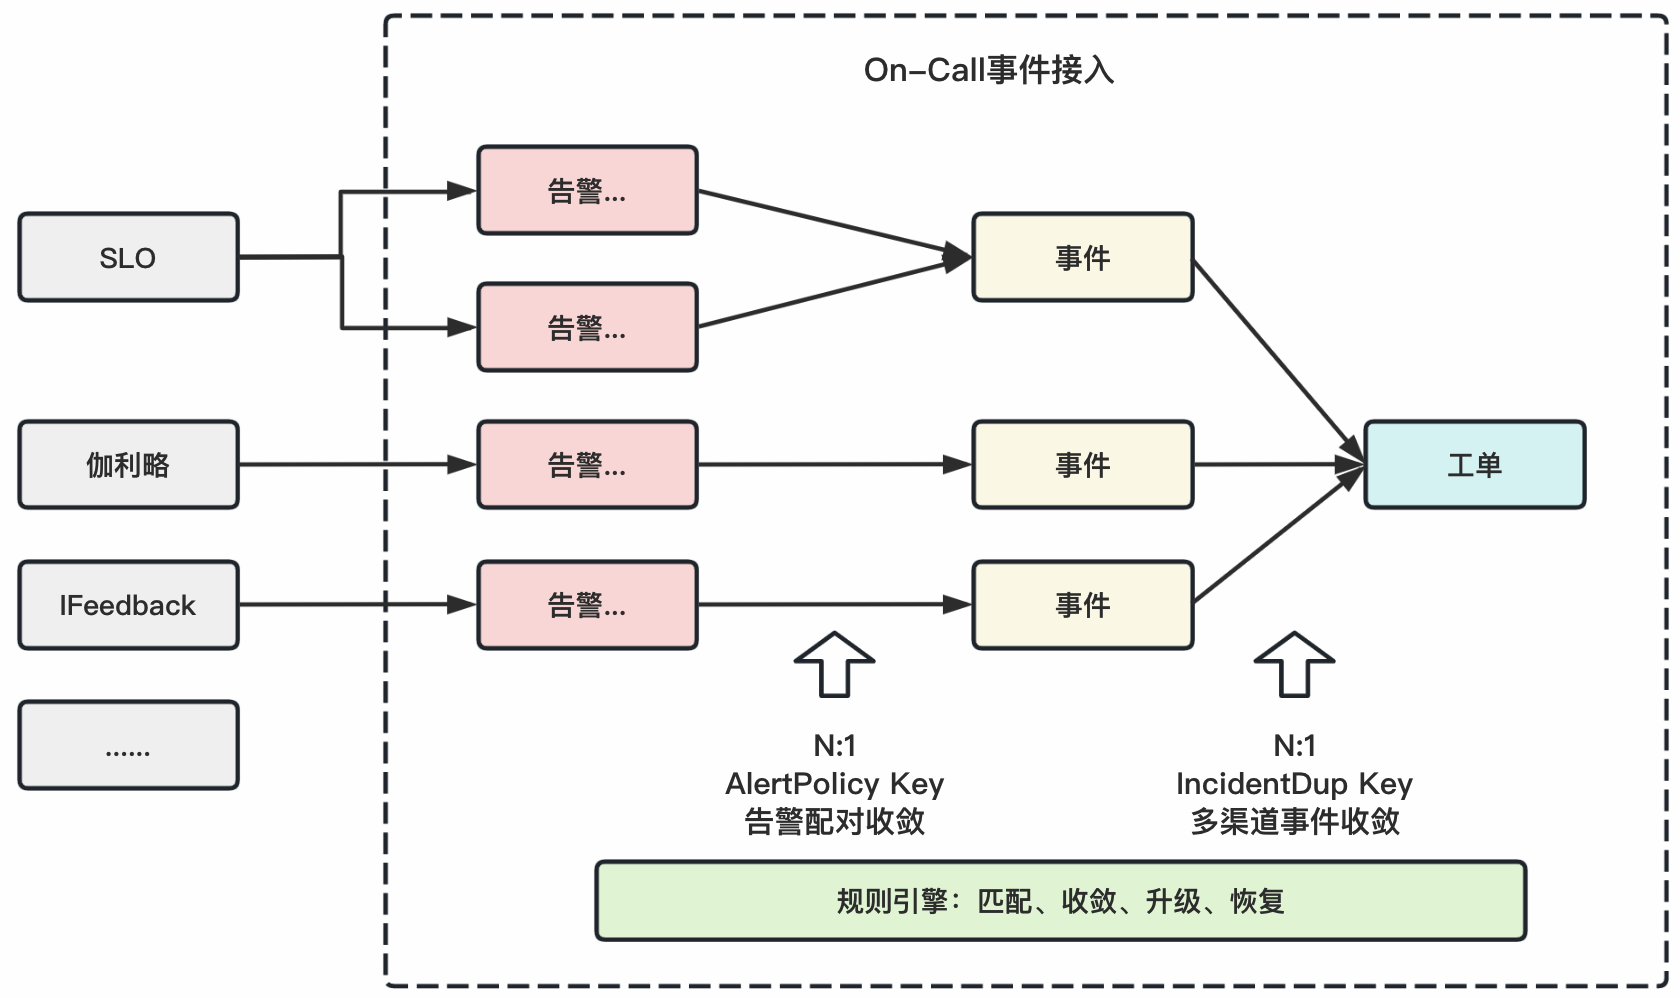 On-Call事件接入
SLO
告警...
告警...
事件
伽利略
告警...
事件
工单
IFeedback
告警...
事件
......
N:1
AlertPolicy Key
告警配对收敛
N:1
IncidentDup Key
多渠道事件收敛
规则引擎：匹配、收敛、升级、恢复